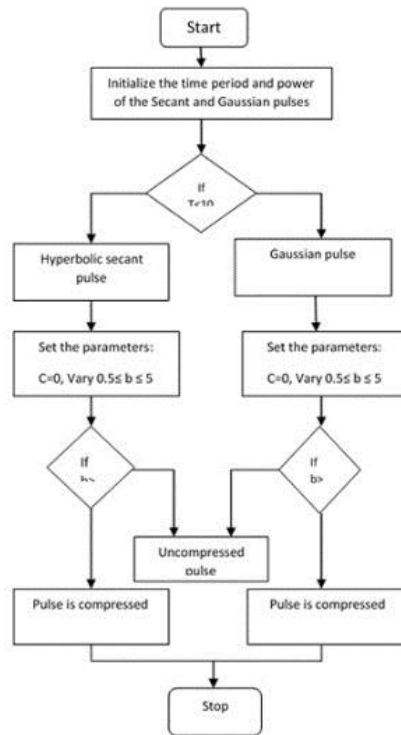 Start
Initialize the time period and power
of the Secant and Gaussian pulses
If
T<10
Hyperbolic secant
pulse
Gaussian pulse
Set the parameters:
C=0, Vary 0.5≤ b ≤ 5
Set the parameters:
C=0, Vary 0.5≤ b ≤ 5
If
If
b>
Uncompressed
pulse
Pulse is compressed
Pulse is compressed
Stop